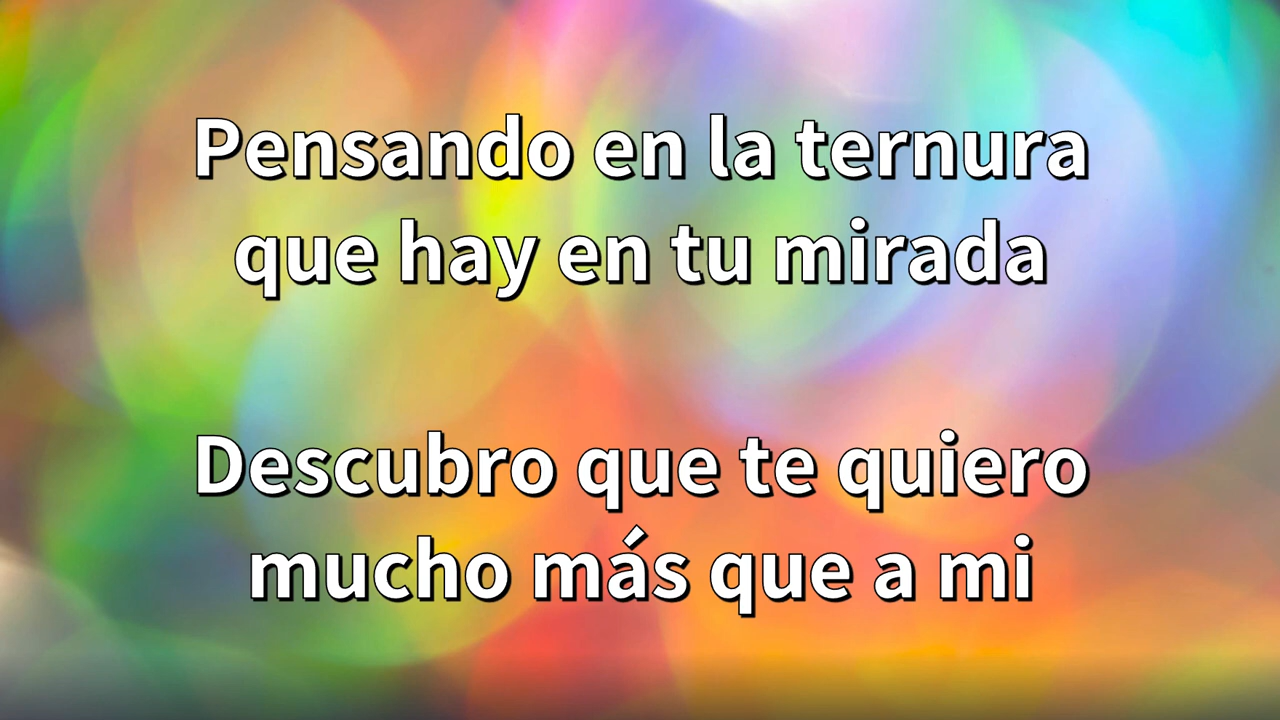 Pensando en la ternura
que hay en tu mirada
Descubro que te quiero
mucho más que a mi